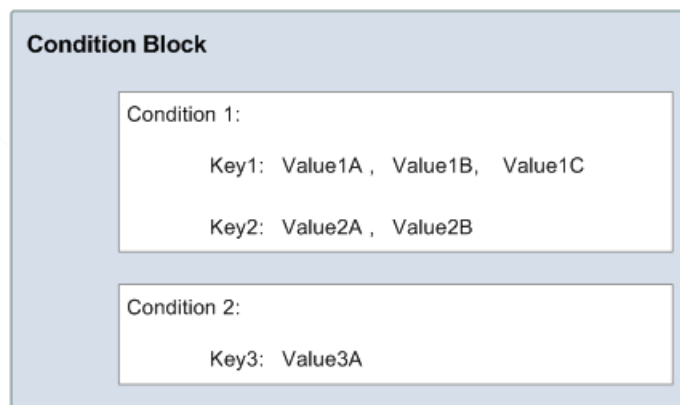 Condition Block
Condition 1:
Key1: Value1A , Value1B, Value1C
Key2: Value2A , Value2B
Condition 2:
Key3: Value3A